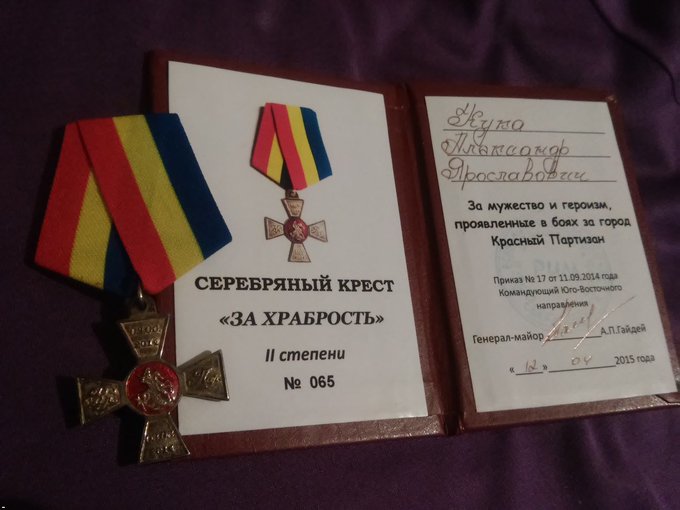 СЕРЕБРЯНЫЙ КРЕСТ
«ЗА ХРАБРОСТЬ»
II степени
№ 065
Жука
Александр
Ярославович
За мужество и героизм,
проявленные в боях за город
Красный Партизан
Приказ № 17 от 11.09.2014 года
Командующий Юго-Восточного
направления
Генерал-майор А.П.Гайдей
« 12 » 04 2015 года